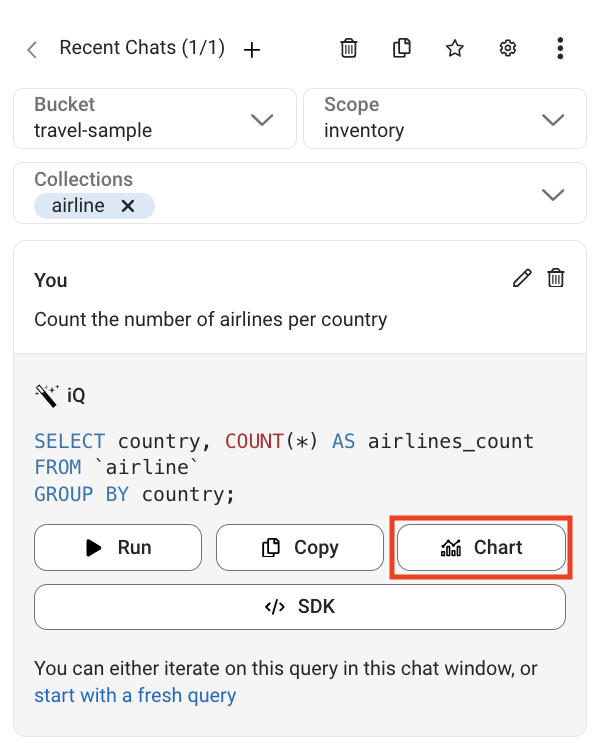 Recent Chats (1/1)
Bucket
travel-sample
Scope
inventory
Collections
airline
You
Count the number of airlines per country
iQ
SELECT country, COUNT(*) AS airlines_count
FROM `airline`
GROUP BY country;
Run
Copy
Chart
</> SDK
You can either iterate on this query in this chat window, or
start with a fresh query